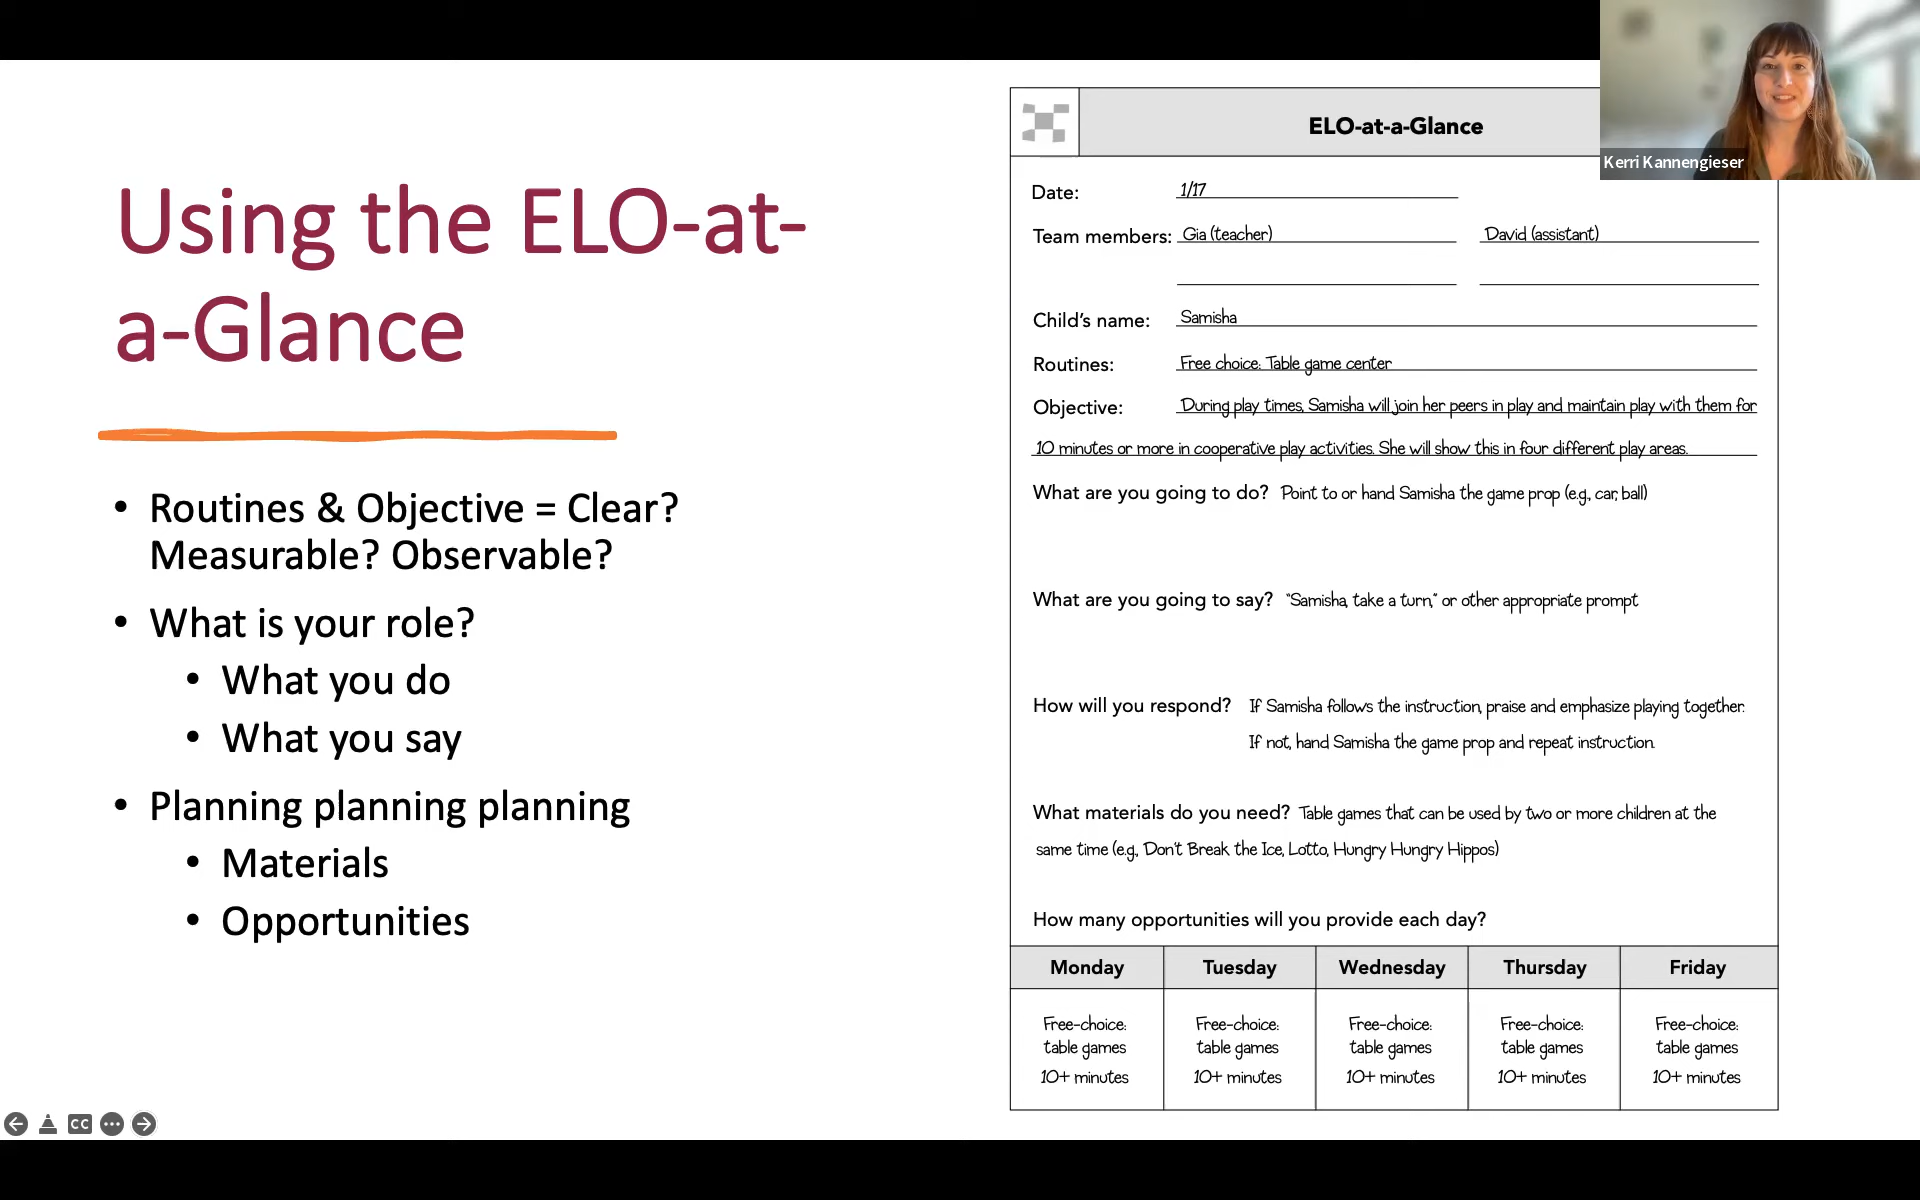 Using the ELO-at-
a-Glance
• Routines & Objective = Clear?
Measurable? Observable?
• What is your role?
• What you do
• What you say
• Planning planning planning
• Materials
• Opportunities
ELO-at-a-Glance
Kerri Kannengieser
Date: 1/17
Team members: Gia (teacher) David (assistant)
Child's name: Samisha
Routines: Free choice: Table game center
Objective: During play times, Samisha will join her peers in play and maintain play with them for
10 minutes or more in cooperative play activities. She will show this in four different play areas.
What are you going to do? Point to or hand Samisha the game prop (e.g., car, ball)
What are you going to say? "Samisha, take a turn," or other appropriate prompt
How will you respond? If Samisha follows the instruction, praise and emphasize playing together.
If not, hand Samisha the game prop and repeat instruction.
What materials do you need? Table games that can be used by two or more children at the
same time (e.g., Don't Break the Ice, Lotto, Hungry Hungry Hippos)
How many opportunities will you provide each day?
Monday Tuesday Wednesday Thursday Friday
Free-choice: Free-choice: Free-choice: Free-choice: Free-choice:
table games table games table games table games table games
10+ minutes 10+ minutes 10+ minutes 10+ minutes 10+ minutes
CC